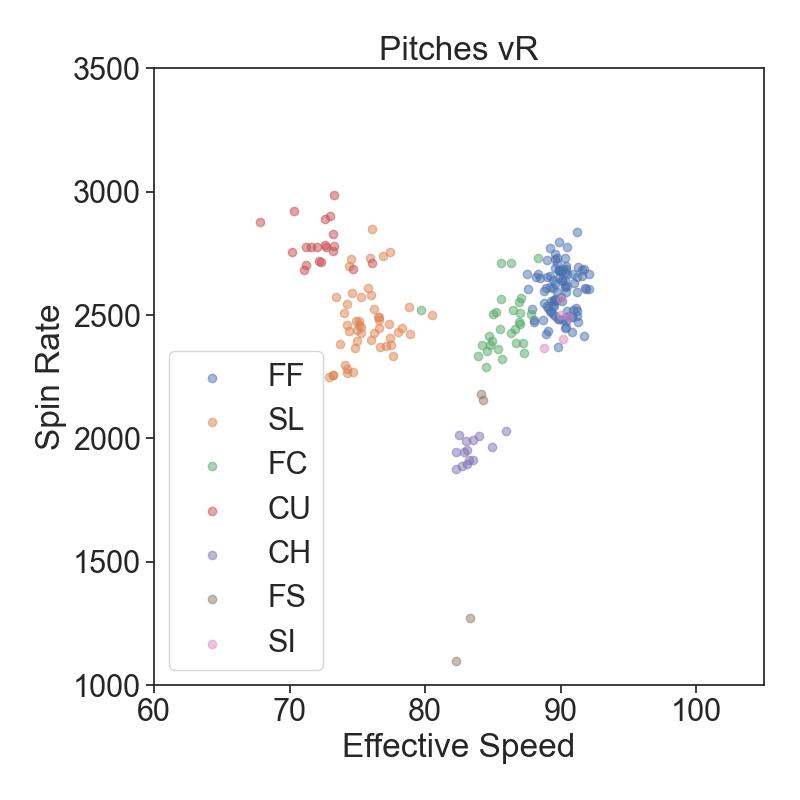 Pitches vR
3500
3000
2500
2000
1500
1000
Spin Rate
FF
SL
FC
CU
CH
FS
SI
60 70 80 90 100
Effective Speed